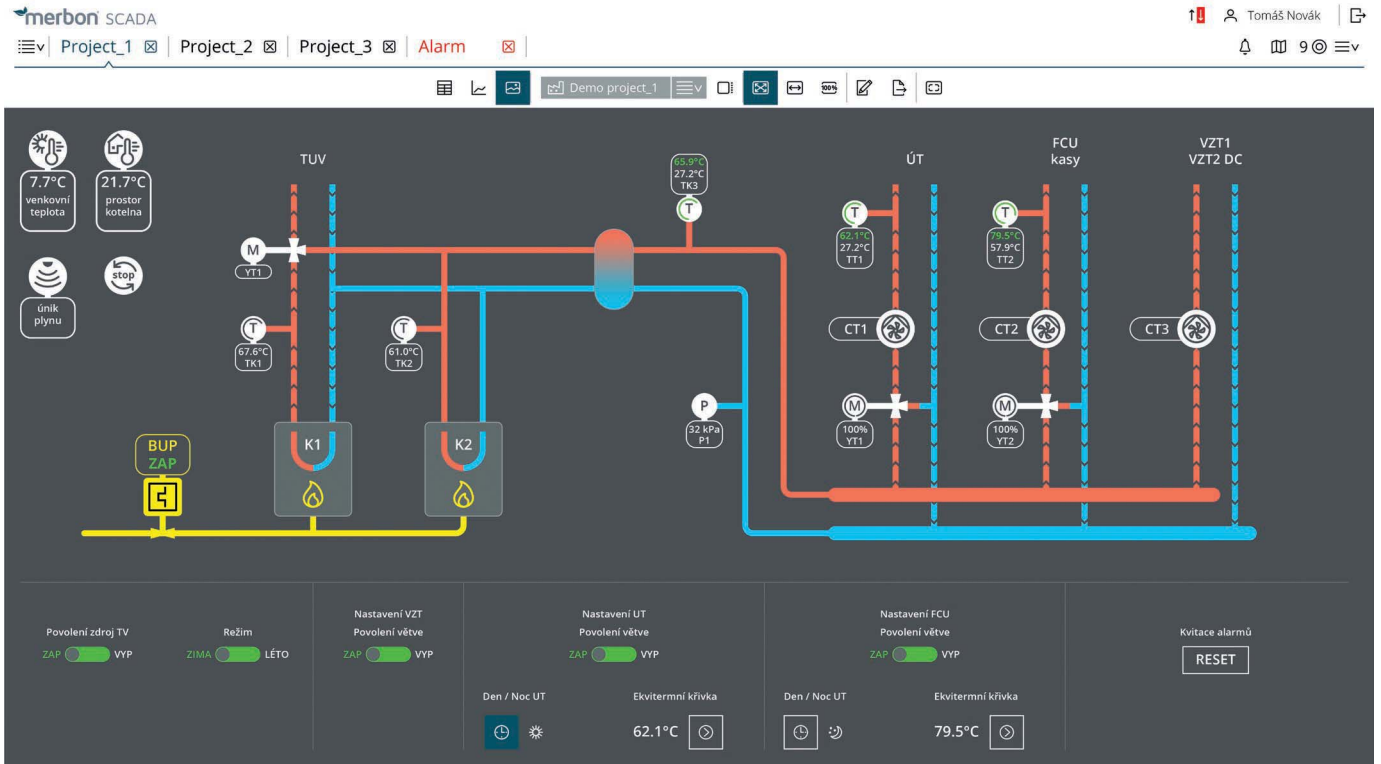 merbon SCADA
Tomáš Novák
Project_1
Project_2
Project_3
Alarm
9
Demo project_1
100%
7.7°C
venkovní
teplota
21.7°C
prostor
kotelna
únik
plynu
stop
TUV
M
YT1
T
67.6°C
TK1
T
61.0°C
TK2
65.9°C
27.2°C
TK3
T
K1
K2
BUP
ZAP
P
32 kPa
P1
ÚT
T
62.1°C
27.2°C
TT1
CT1
M
100%
YT1
FCU
kasy
T
79.5°C
57.9°C
TT2
CT2
M
100%
YT2
VZT1
VZT2 DC
CT3
Povolení zdroj TV
ZAP VYP
Režim
ZIMA LÉTO
Nastavení VZT
Povolení větve
ZAP VYP
Nastavení UT
Povolení větve
ZAP VYP
Den / Noc UT
Ekvitermní křivka
62.1°C
Nastavení FCU
Povolení větve
ZAP VYP
Den / Noc UT
Ekvitermní křivka
79.5°C
Kvitace alarmů
RESET